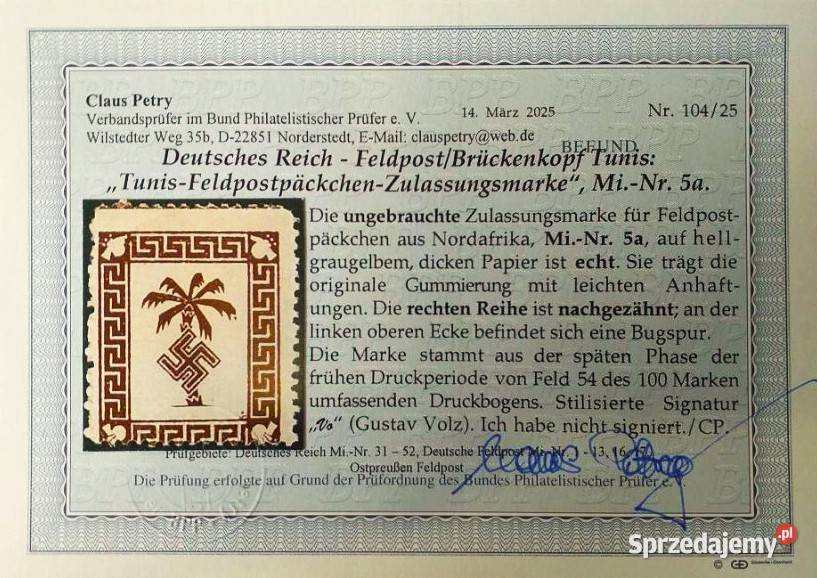 Claus Petry
Verbandsprüfer im Bund Philatelistischer Prüfer e. V.
14. März 2025
Nr. 104/25
Wilstedter Weg 35b, D-22851 Norderstedt, E-Mail: clauspetry@web.de
BEFUND
Deutsches Reich - Feldpost/Brückenkopf Tunis:
„Tunis-Feldpostpäckchen-Zulassungsmarke“, Mi.-Nr. 5a.
Die ungebrauchte Zulassungsmarke für Feldpost-
päckchen aus Nordafrika, Mi.-Nr. 5a, auf hell-
graugelbem, dicken Papier ist echt. Sie trägt die
originale Gummierung mit leichten Anhaft-
ungen. Die rechten Reihe ist nachgezähnt; an der
linken oberen Ecke befindet sich eine Bugspur.
Die Marke stammt aus der späten Phase der
frühen Druckperiode von Feld 54 des 100 Marken
umfassenden Druckbogens. Stilisierte Signatur
„Vo“ (Gustav Volz). Ich habe nicht signiert./CP.
Prüfgebiete: Deutsches Reich Mi.-Nr. 31 – 52, Deutsche Feldpost Mi.-Nr. 1 - 13, 16, 17,
Ostpreußen Feldpost
Die Prüfung erfolgte auf Grund der Prüfordnung des Bundes Philatelistischer Prüfer e.V.
BPP
Sprzedajemy.pl
©